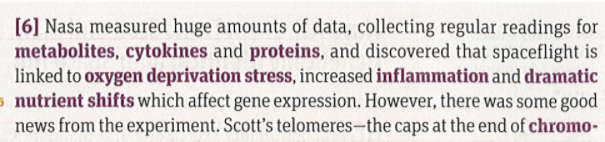 [6] Nasa measured huge amounts of data, collecting regular readings for
metabolites, cytokines and proteins, and discovered that spaceflight is
linked to oxygen deprivation stress, increased inflammation and dramatic
nutrient shifts which affect gene expression. However, there was some good
news from the experiment. Scott's telomeres—the caps at the end of chromo-